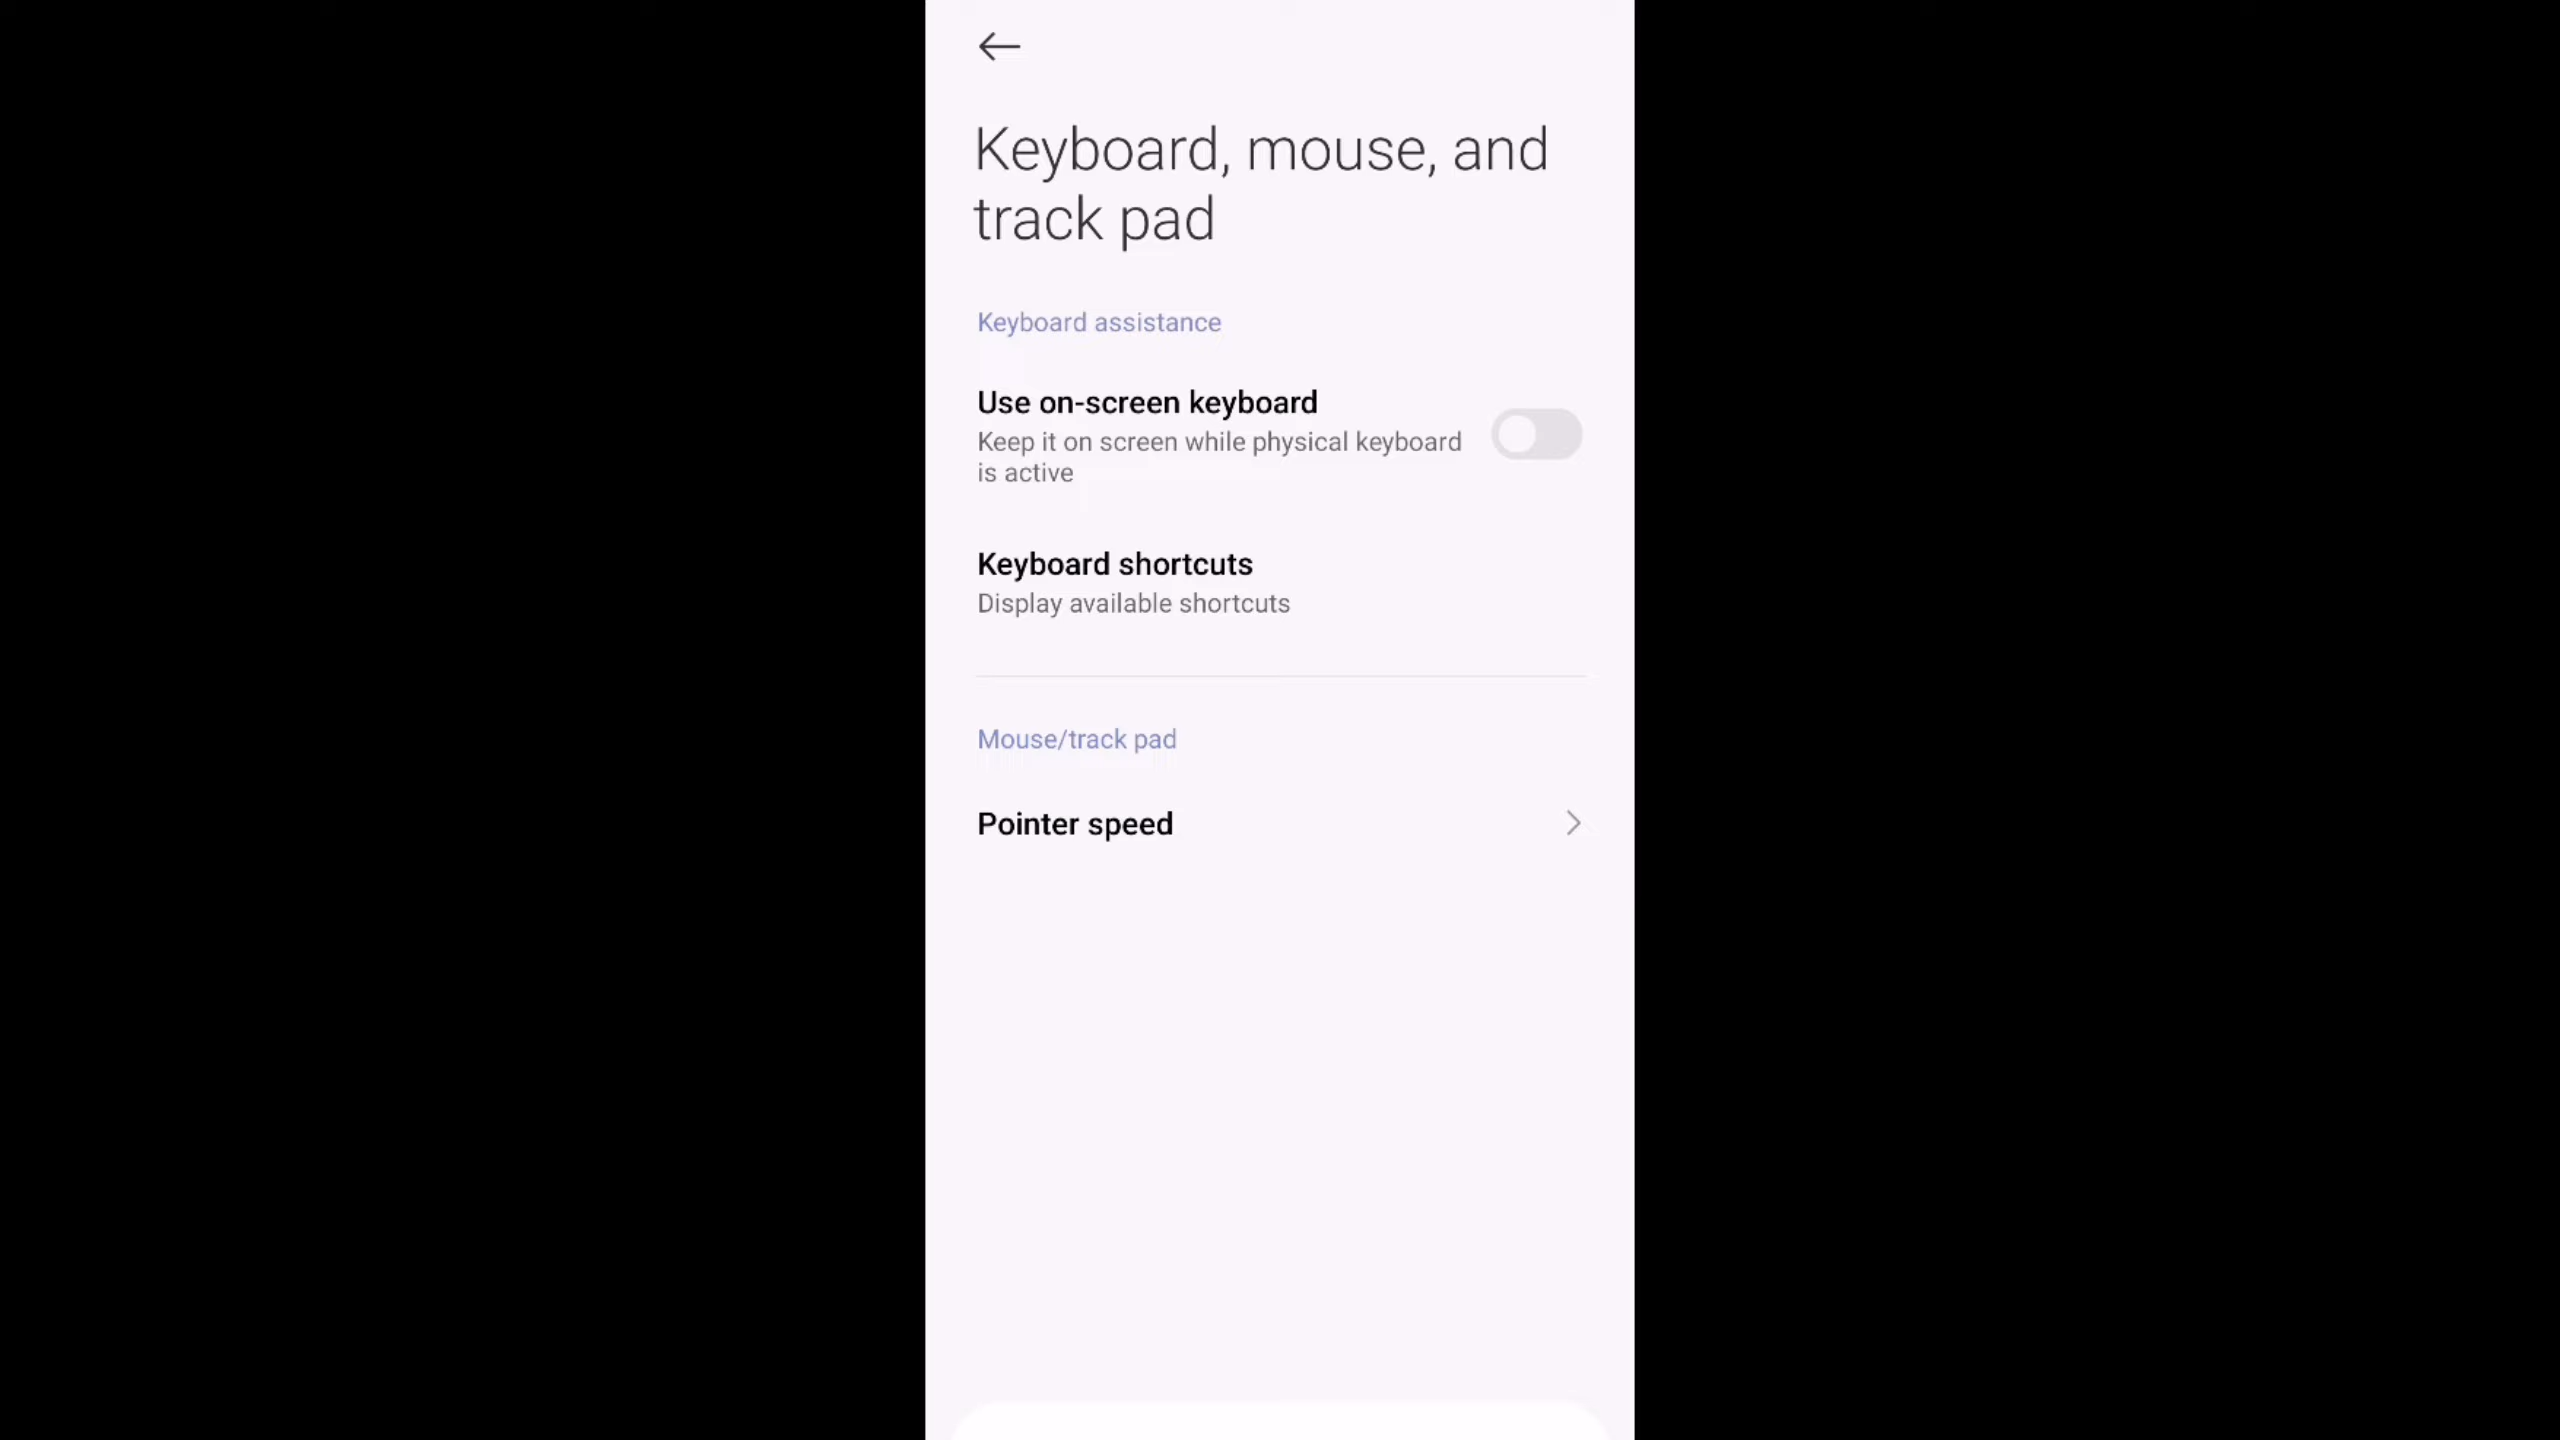 Keyboard, mouse, and
track pad
Keyboard assistance
Use on-screen keyboard
Keep it on screen while physical keyboard
is active
Keyboard shortcuts
Display available shortcuts
Mouse/track pad
Pointer speed